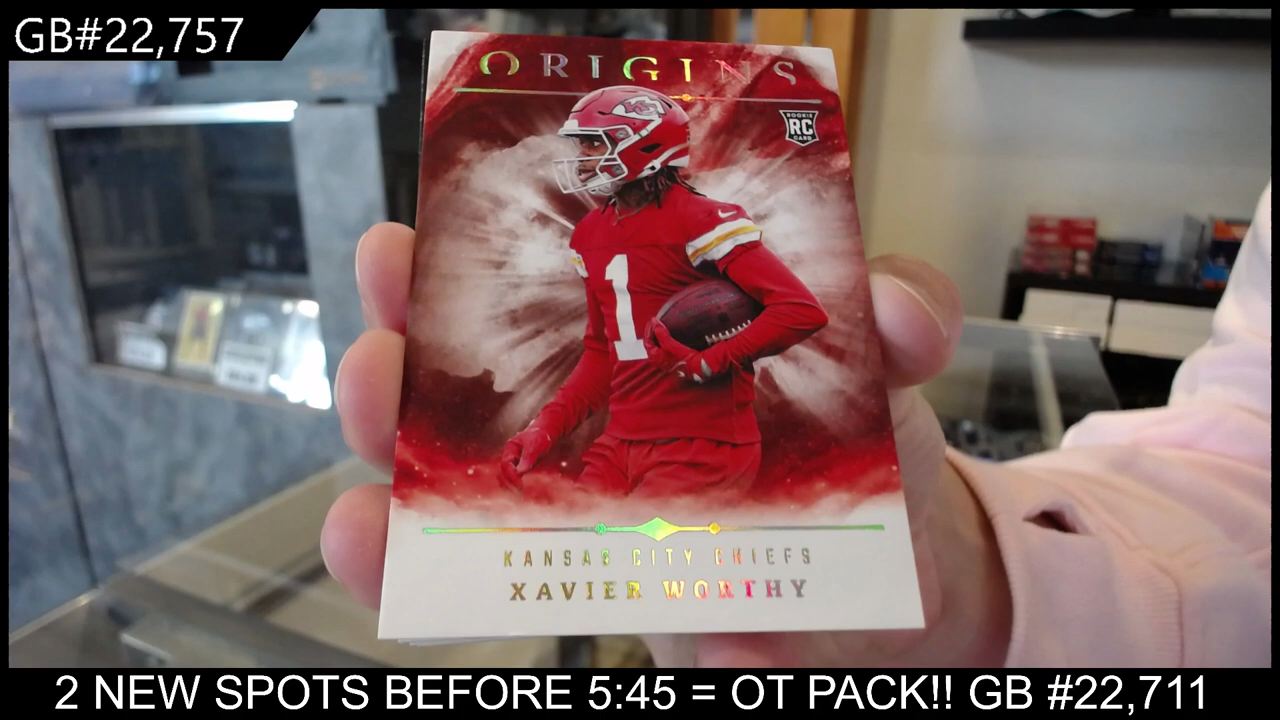 GB#22,757
ORIGINS
ROOKIE
RC
CARD
KC
1
KANSAS CITY CHIEFS
XAVIER WORTHY
2 NEW SPOTS BEFORE 5:45 = OT PACK!! GB #22,711